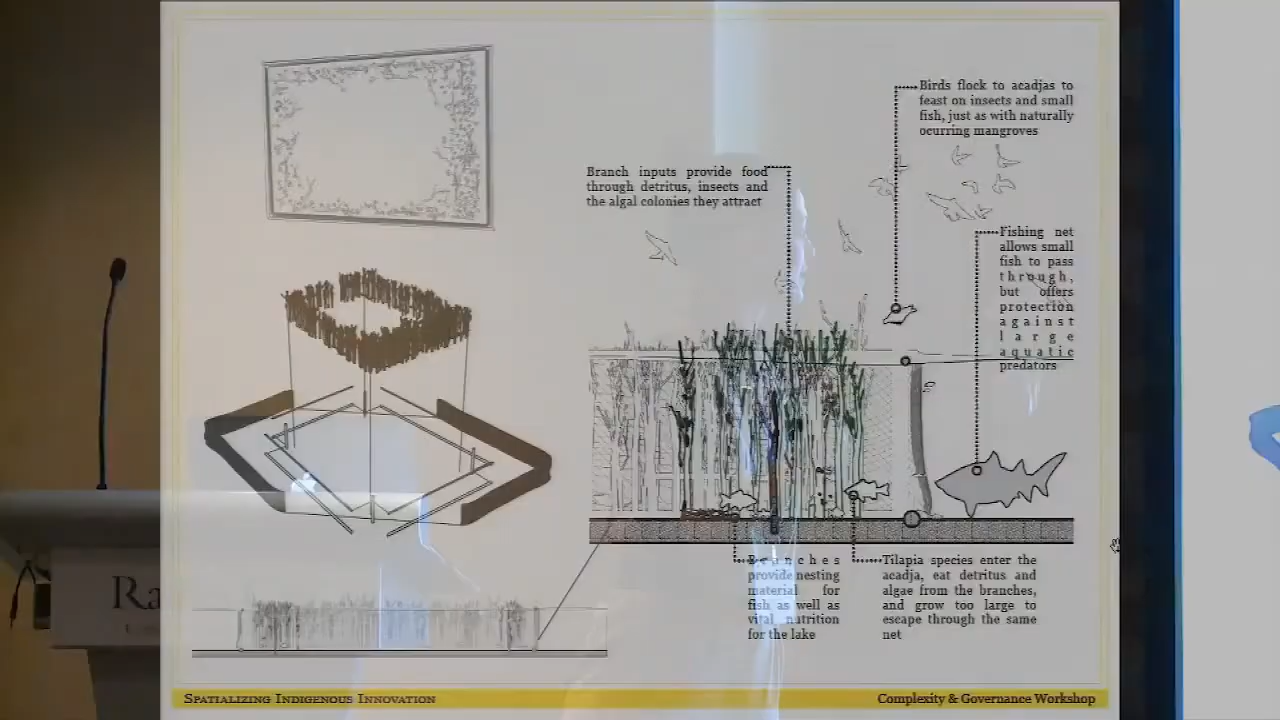 Birds flock to acadjas to
feast on insects and small
fish, just as with naturally
ocurring mangroves
Branch inputs provide food
through detritus, insects and
the algal colonies they attract
Fishing net
allows small
fish to pass
through,
but offers
protection
against
large
aquatic
predators
Branches
provide nesting
material for
fish as well as
vital nutrition
for the lake
Tilapia species enter the
acadja, eat detritus and
algae from the branches,
and grow too large to
escape through the same
net
Ra
SPATIALIZING INDIGENOUS INNOVATION
Complexity & Governance Workshop